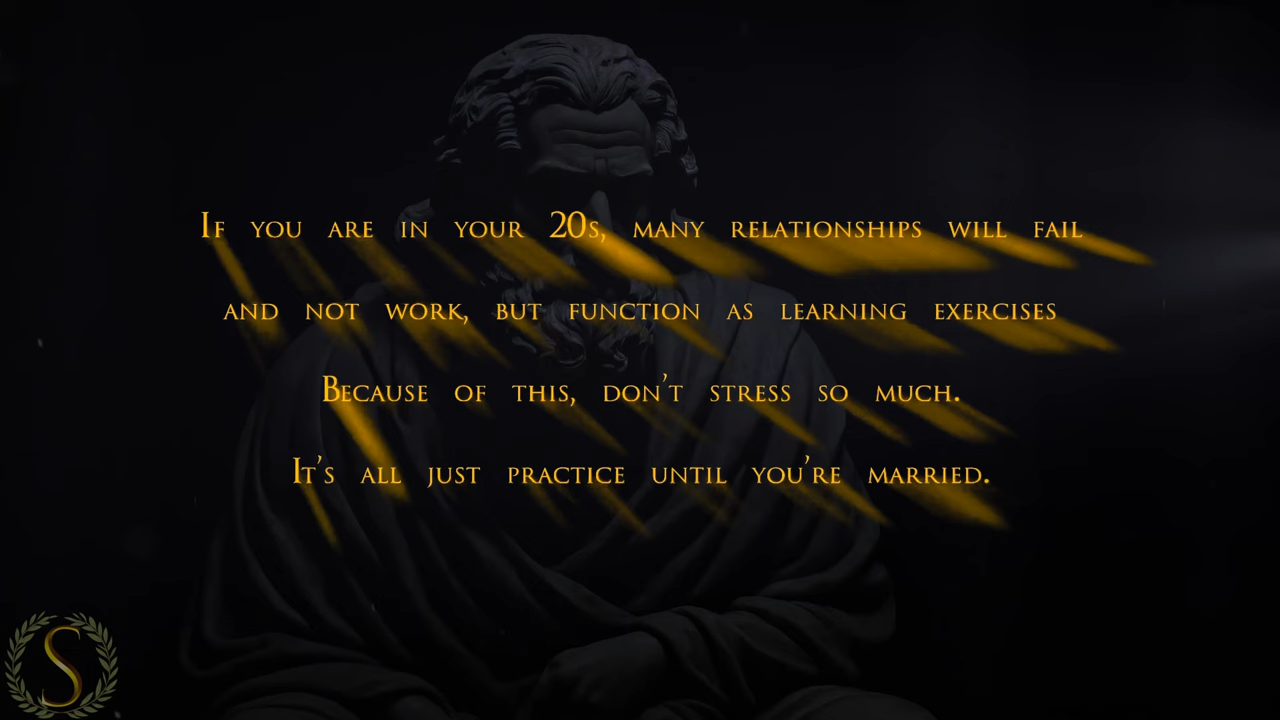 If you are in your 20s, many relationships will fail
and not work, but function as learning exercises
Because of this, don't stress so much.
It's all just practice until you're married.
S